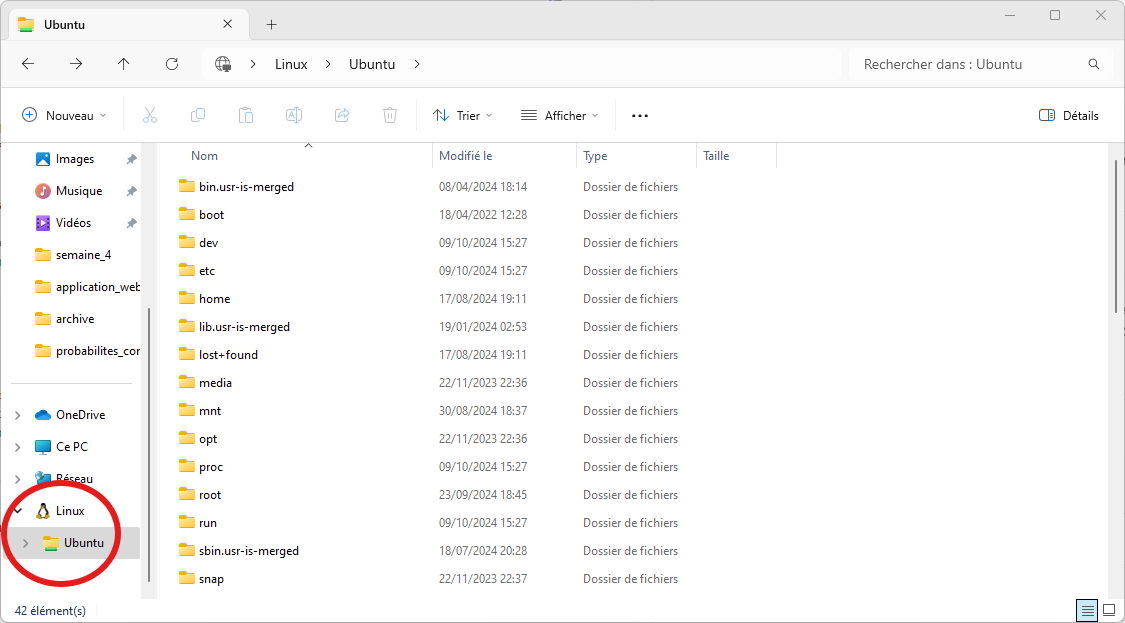 Ubuntu
Linux > Ubuntu >
Rechercher dans : Ubuntu
Nouveau
A
Trier
Afficher
Détails
Nom Modifié le Type Taille
Images
Musique
Vidéos
semaine_4
application_web
archive
probabilites_cor
OneDrive
Ce PC
Réseau
Linux
Ubuntu
bin.usr-is-merged 08/04/2024 18:14 Dossier de fichiers
boot 18/04/2022 12:28 Dossier de fichiers
dev 09/10/2024 15:27 Dossier de fichiers
etc 09/10/2024 15:27 Dossier de fichiers
home 17/08/2024 19:11 Dossier de fichiers
lib.usr-is-merged 19/01/2024 02:53 Dossier de fichiers
lost+found 17/08/2024 19:11 Dossier de fichiers
media 22/11/2023 22:36 Dossier de fichiers
mnt 30/08/2024 18:37 Dossier de fichiers
opt 22/11/2023 22:36 Dossier de fichiers
proc 09/10/2024 15:27 Dossier de fichiers
root 23/09/2024 18:45 Dossier de fichiers
run 09/10/2024 15:27 Dossier de fichiers
sbin.usr-is-merged 18/07/2024 20:28 Dossier de fichiers
snap 22/11/2023 22:37 Dossier de fichiers
42 élément(s)